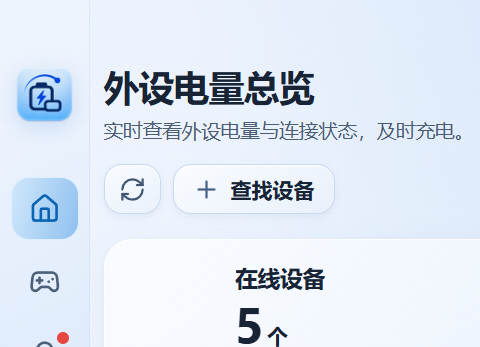 外设电量总览
实时查看外设电量与连接状态，及时充电。
查找设备
在线设备
5个